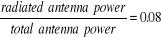 radiated antenna power
total antenna power
= 0.08